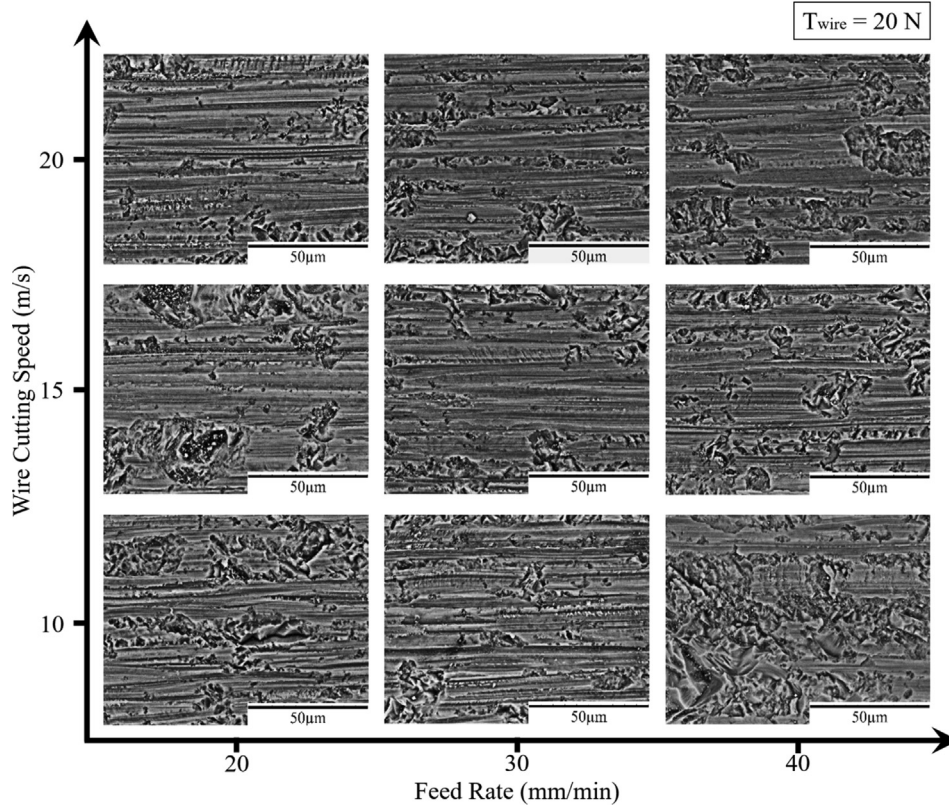 Twire = 20 N
Wire Cutting Speed (m/s)
20
50µm
50µm
50µm
15
50µm
50µm
50µm
10
50µm
50µm
50µm
20
30
40
Feed Rate (mm/min)